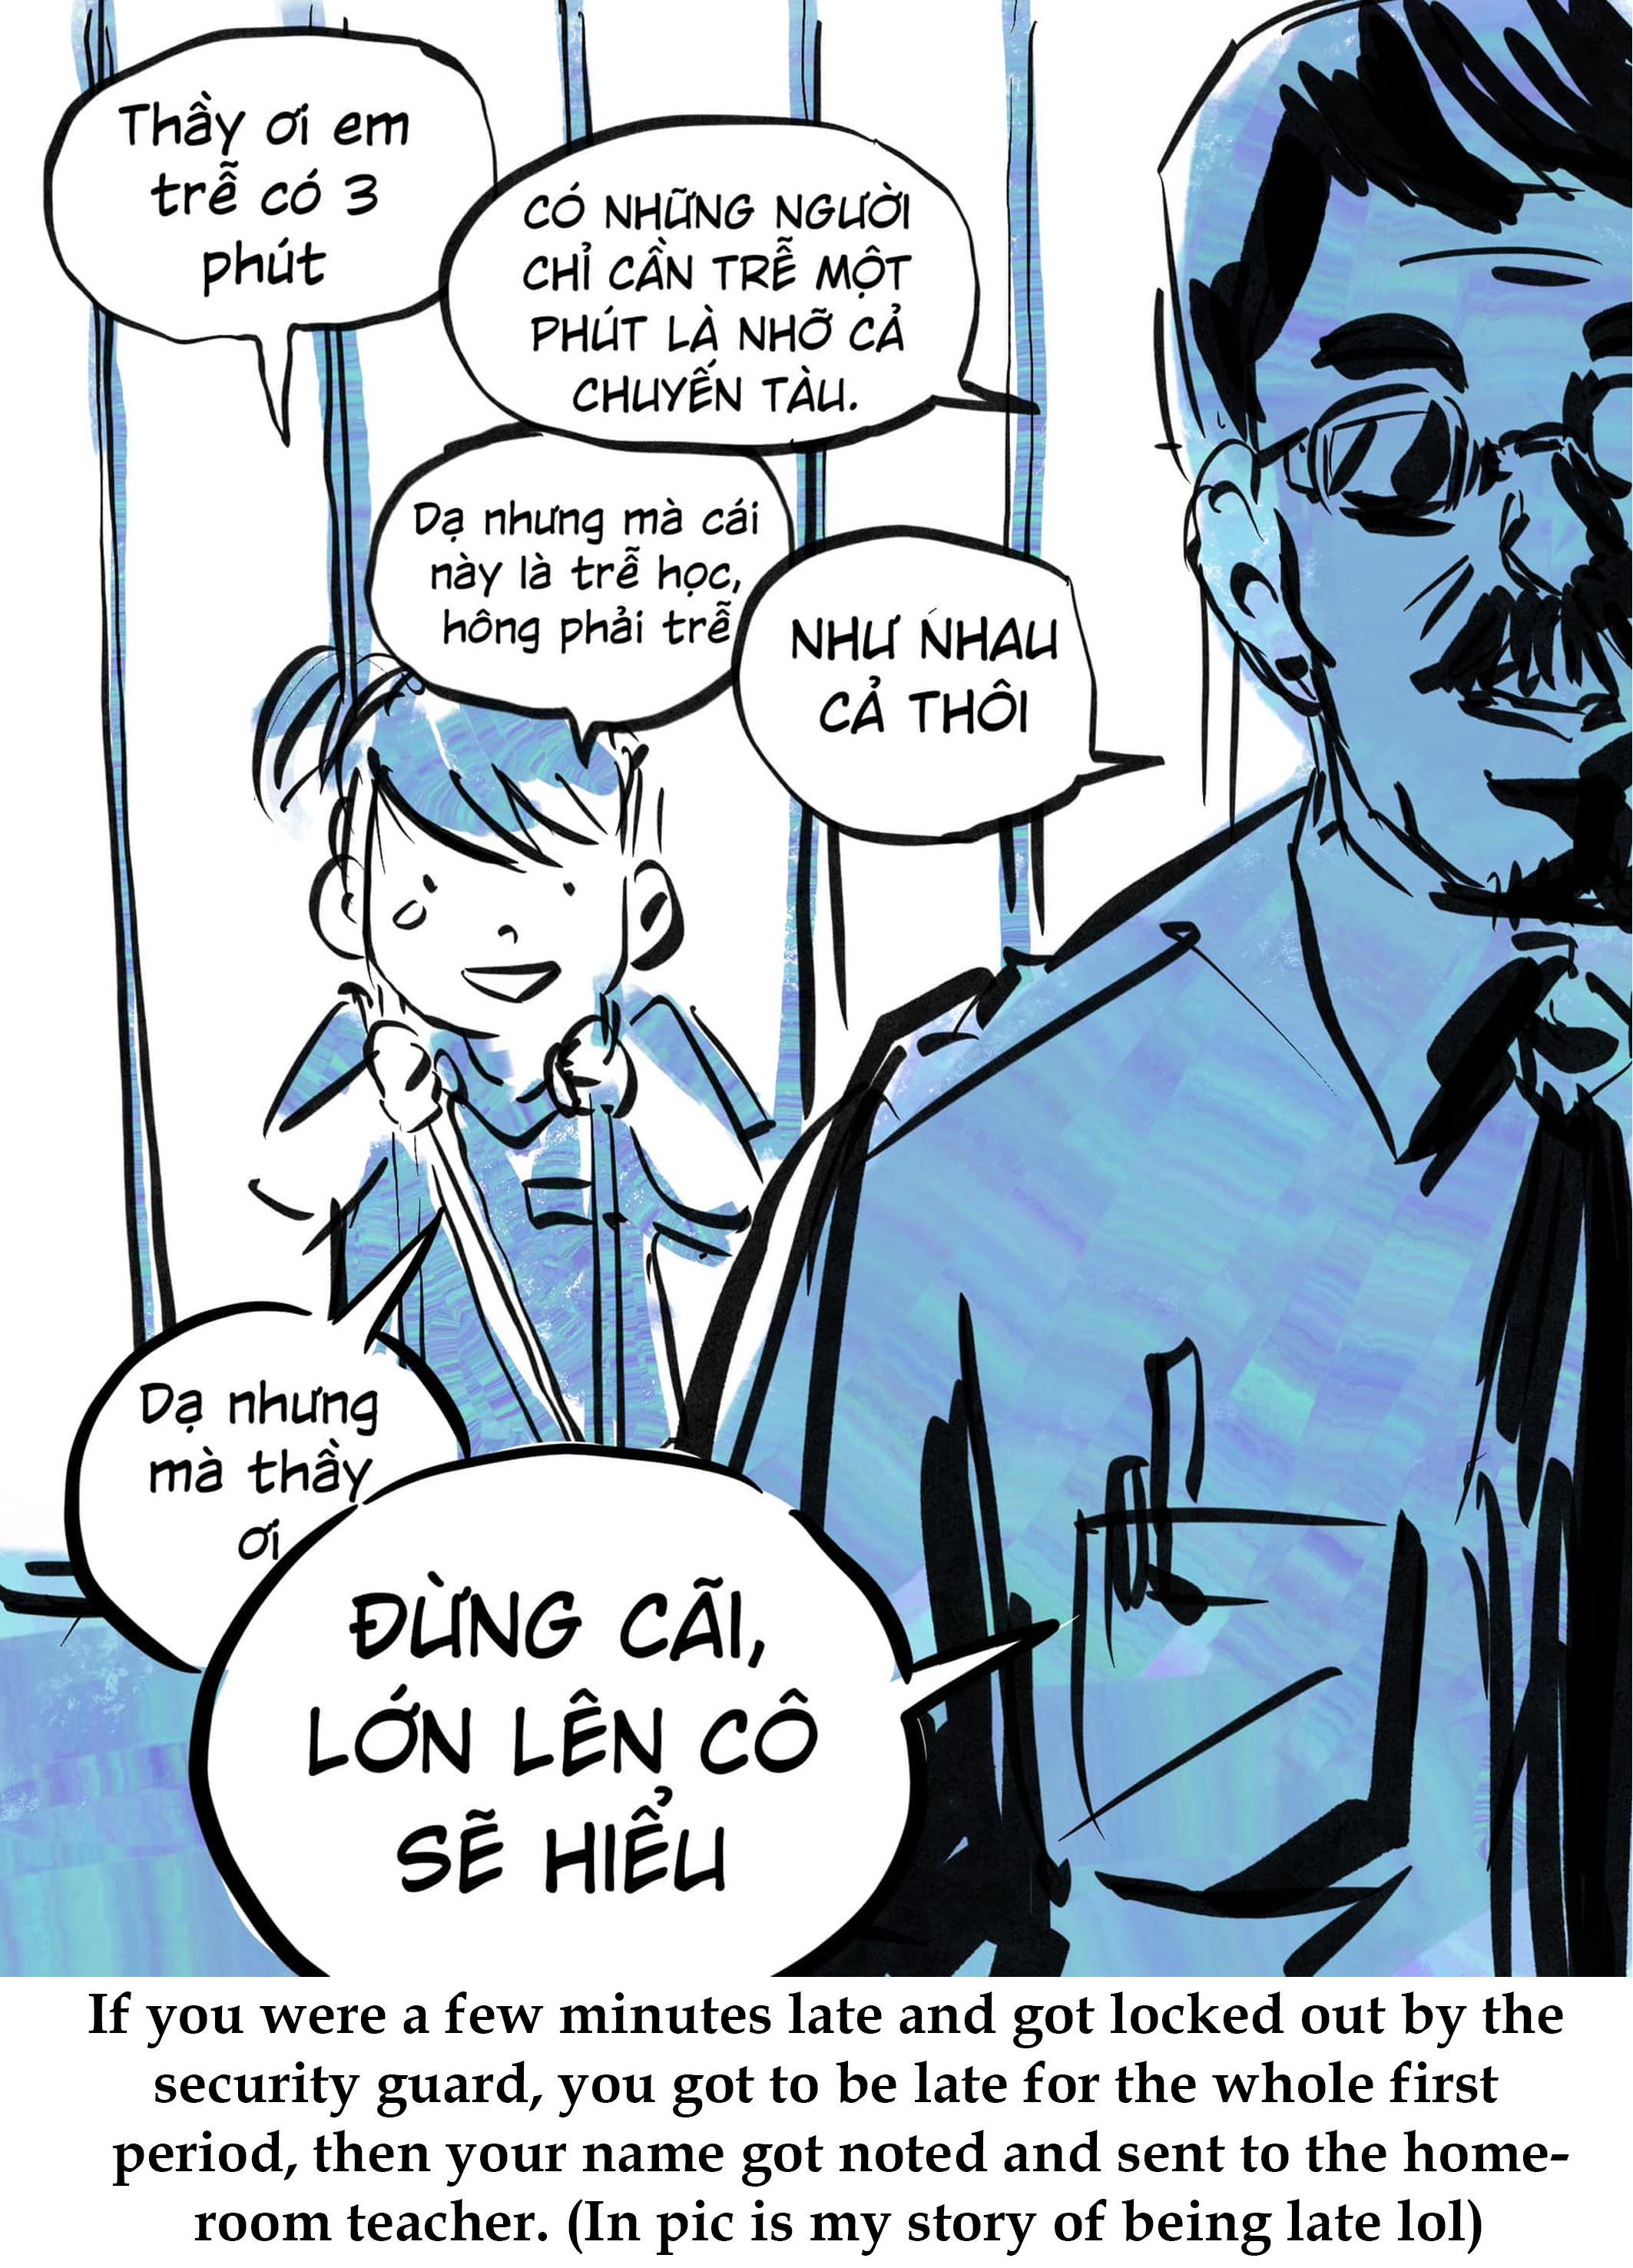 Thầy ơi em
trễ có 3
phút
CÓ NHỮNG NGƯỜI
CHỈ CẦN TRỄ MỘT
PHÚT LÀ NHỠ CẢ
CHUYẾN TÀU.
Dạ nhưng mà cái
này là trễ học,
hông phải trễ
NHƯ NHAU
CẢ THÔI
Dạ nhưng
mà thầy
ơi
ĐỪNG CÃI,
LỚN LÊN CÔ
SẼ HIỂU
If you were a few minutes late and got locked out by the
security guard, you got to be late for the whole first
period, then your name got noted and sent to the home-
room teacher. (In pic is my story of being late lol)